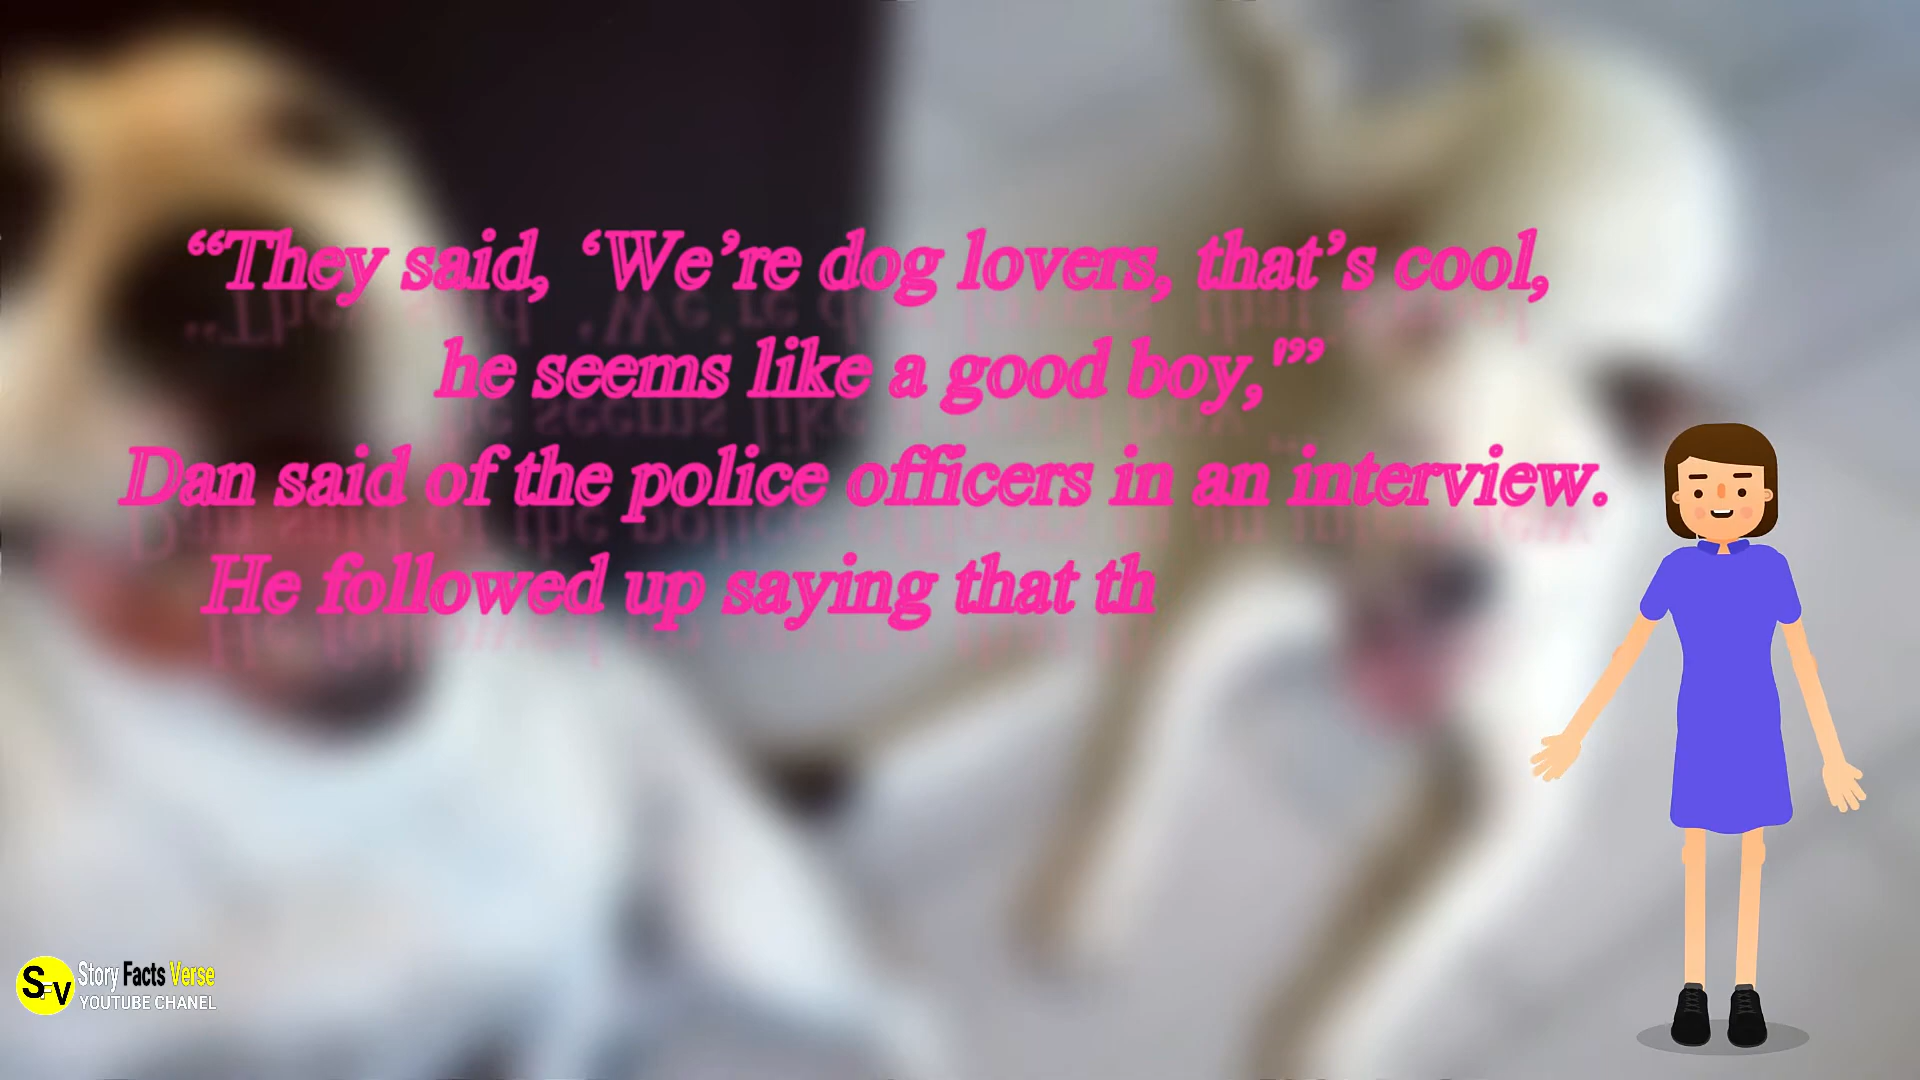 “They said, ‘We’re dog lovers, that’s cool,
he seems like a good boy,'””
Dan said of the police officers in an interview.
He followed up saying that th
SFV
Story Facts Verse
YOUTUBE CHANEL